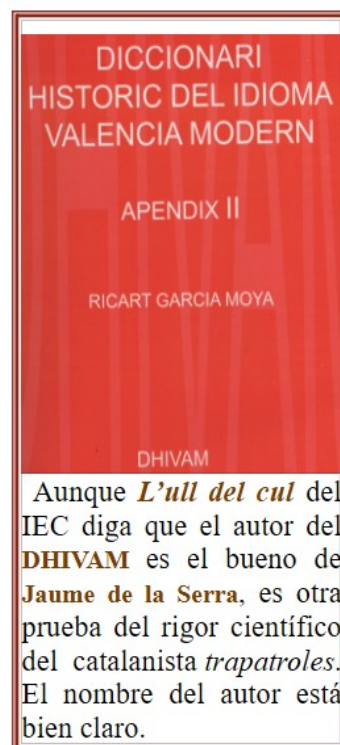 DICCIONARI
HISTORIC DEL IDIOMA
VALENCIA MODERN
APENDIX II
RICART GARCIA MOYA
DHIVAM
Aunque L'ull del cul del
IEC diga que el autor del
DHIVAM es el bueno de
Jaume de la Serra, es otra
prueba del rigor científico
del catalanista trapatroles.
El nombre del autor está
bien claro.